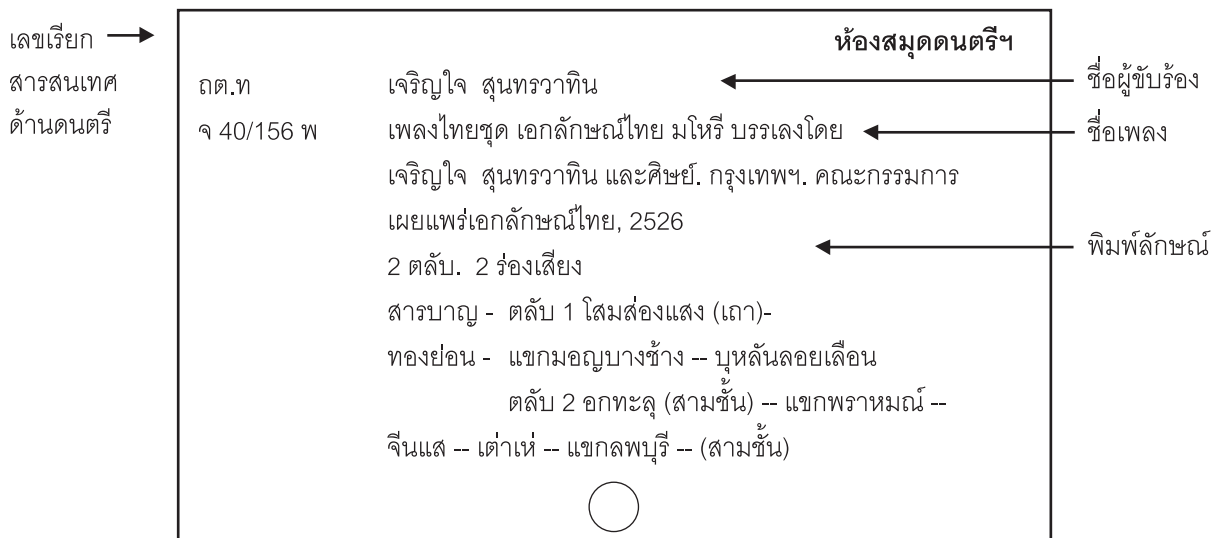 ห้องสมุดดนตรีฯ
เลขเรียก
สารสนเทศ
ด้านดนตรี
ถต.ท
จ 40/156 พ
เจริญใจ สุนทรวาทิน
เพลงไทยชุด เอกลักษณ์ไทย มโหรี บรรเลงโดย
เจริญใจ สุนทรวาทิน และศิษย์. กรุงเทพฯ. คณะกรรมการ
เผยแพร่เอกลักษณ์ไทย, 2526
2 ตลับ. 2 ร่องเสียง
สารบาญ - ตลับ 1 โสมส่องแสง (เถา)-
ทองย่อน - แขกมอญบางช้าง -- บุหลันลอยเลือน
ตลับ 2 อกทะลุ (สามชั้น) -- แขกพราหมณ์ --
จีนแส -- เต่าเห่ -- แขกลพบุรี -- (สามชั้น)
ชื่อผู้ขับร้อง
ชื่อเพลง
พิมพ์ลักษณ์